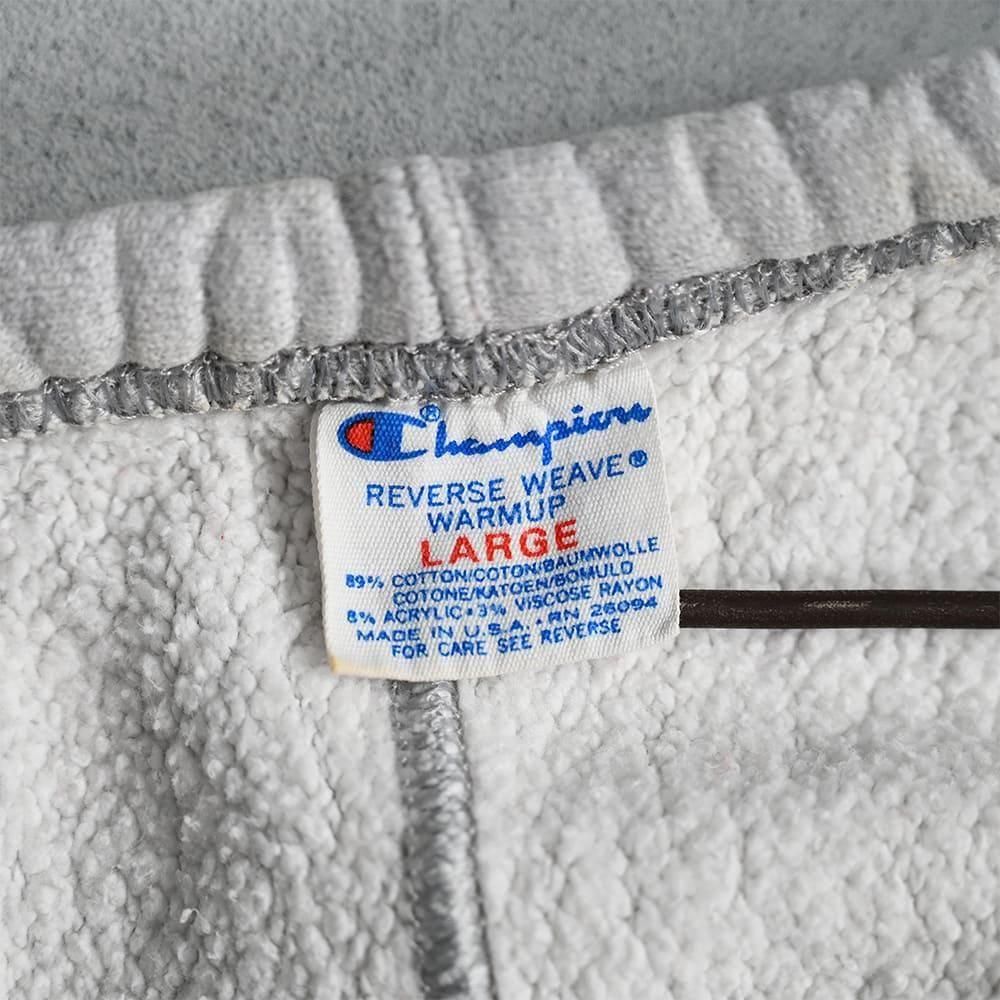 Champion®
REVERSE WEAVE®
WARMUP
LARGE
89% COTTON/COTON/BAUMWOLLE
COTONE/KATOEN/BOMULD
8% ACRYLIC•3% VISCOSE RAYON
MADE IN U.S.A.•RN 26094
FOR CARE SEE REVERSE